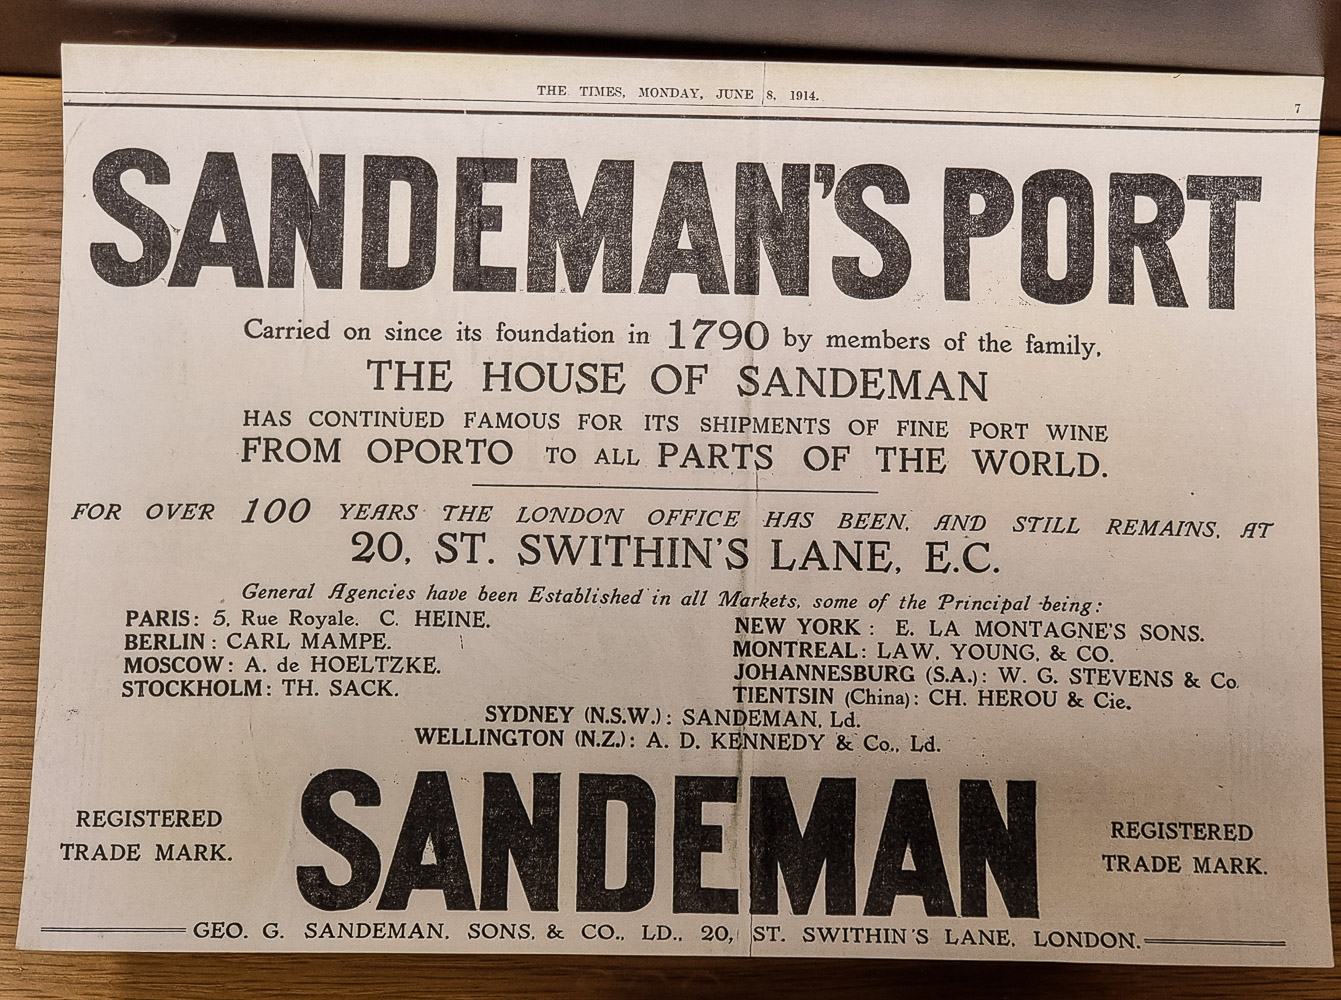 THE TIMES, MONDAY, JUNE 8, 1914.
7
SANDEMAN'S PORT
Carried on since its foundation in 1790 by members of the family,
THE HOUSE OF SANDEMAN
HAS CONTINUED FAMOUS FOR ITS SHIPMENTS OF FINE PORT WINE
FROM OPORTO TO ALL PARTS OF THE WORLD.
FOR OVER 100 YEARS THE LONDON OFFICE HAS BEEN, AND STILL REMAINS, AT
20, ST. SWITHIN'S LANE, E.C.
General Agencies have been Established in all Markets, some of the Principal being:
PARIS: 5, Rue Royale. C. HEINE.
BERLIN: CARL MAMPE.
MOSCOW: A. de HOELTZKE.
STOCKHOLM: TH. SACK.
NEW YORK: E. LA MONTAGNE'S SONS.
MONTREAL: LAW, YOUNG, & CO.
JOHANNESBURG (S.A.): W. G. STEVENS & Co.
TIENTSIN (China): CH. HEROU & Cie.
SYDNEY (N.S.W.): SANDEMAN, Ld.
WELLINGTON (N.Z.): A. D. KENNEDY & Co., Ld.
REGISTERED
TRADE MARK.
SANDEMAN
REGISTERED
TRADE MARK.
GEO. G. SANDEMAN, SONS, & CO., LD., 20, ST. SWITHIN'S LANE, LONDON.